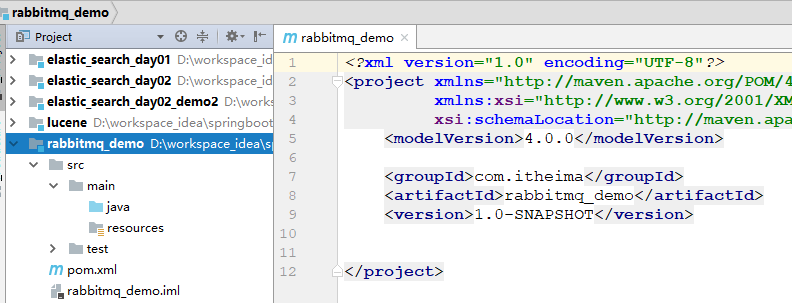 rabbitmq_demo
Project
elastic_search_day01 D:\workspace_id
elastic_search_day02 D:\workspace_id
elastic_search_day02_demo2 D:\w
lucene D:\workspace_idea\springboot
rabbitmq_demo D:\workspace_idea\sp
src
main
java
resources
test
pom.xml
rabbitmq_demo.iml
rabbitmq_demo
1 <?xml version="1.0" encoding="UTF-8"?>
2 <project xmlns="http://maven.apache.org/POM/4
3 xmlns:xsi="http://www.w3.org/2001/XM
4 xsi:schemaLocation="http://maven.apa
5 <modelVersion>4.0.0</modelVersion>
6
7 <groupId>com.itheima</groupId>
8 <artifactId>rabbitmq_demo</artifactId>
9 <version>1.0-SNAPSHOT</version>
10
11
12 </project>